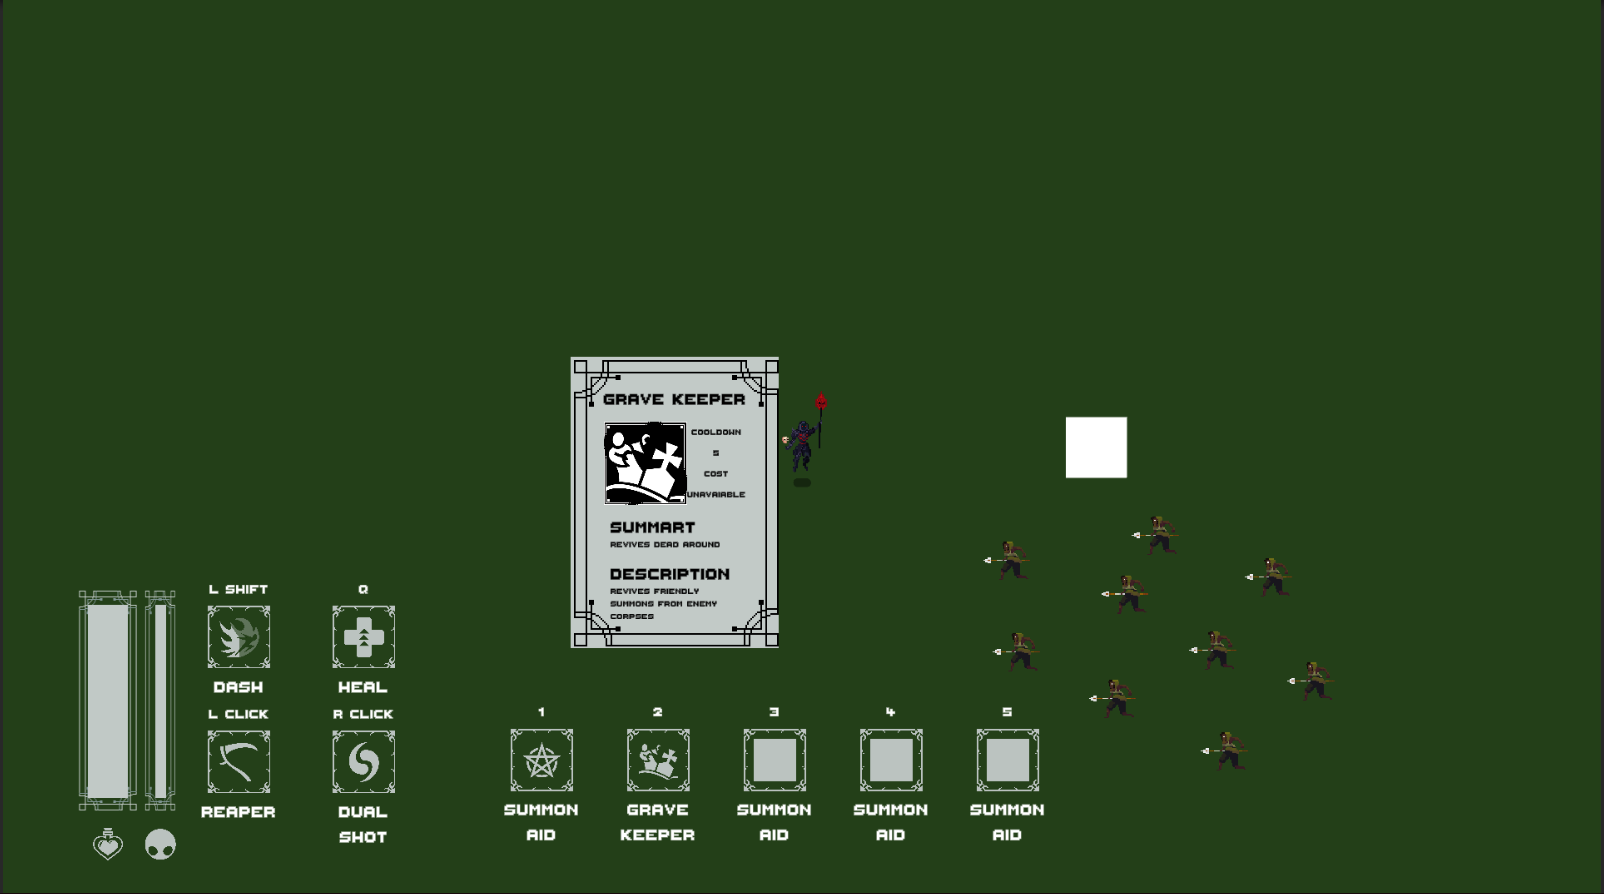 GRAVE KEEPER
COOLDOWN
5
COST
UNAVAIABLE
SUMMART
REVIVES DEAD AROUND
DESCRIPTION
REVIVES FRIENDLY
SUMMONS FROM ENEMY
CORPSES
L SHIFT
Q
DASH
HEAL
L CLICK
R CLICK
REAPER
DUAL
SHOT
1
2
3
4
5
SUMMON
AID
GRAVE
KEEPER
SUMMON
AID
SUMMON
AID
SUMMON
AID